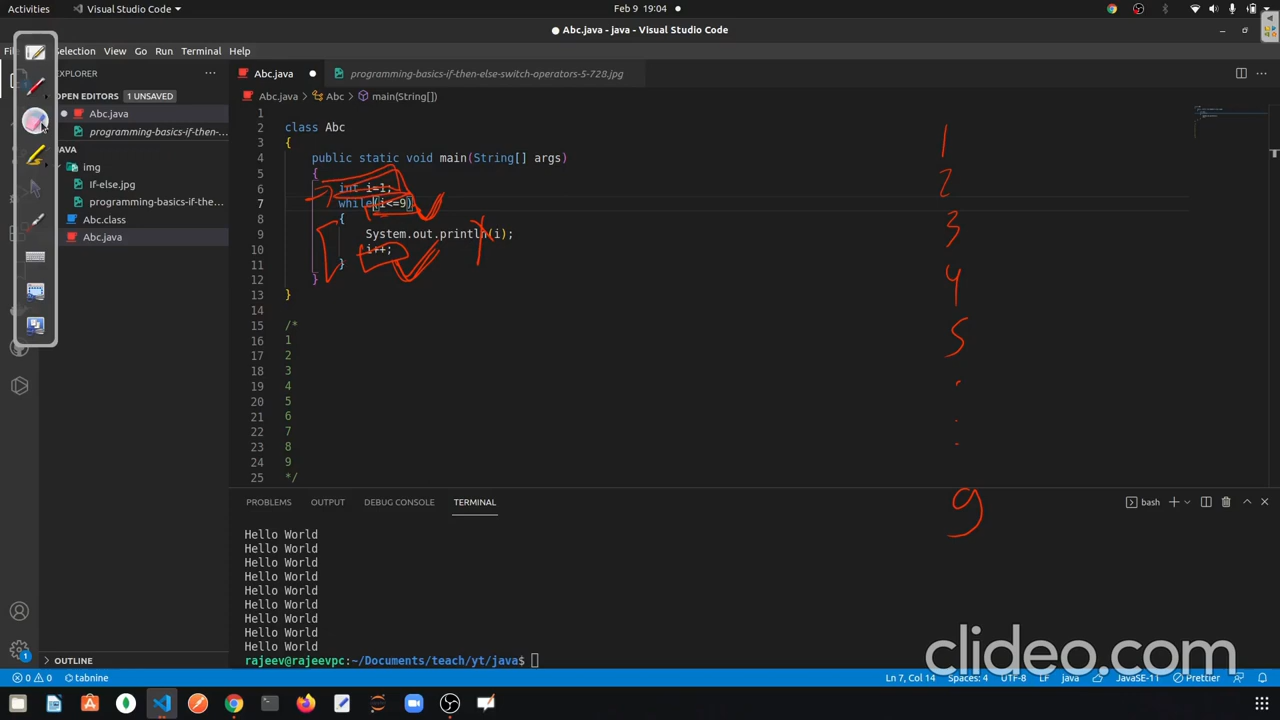 Activities
Visual Studio Code
Feb 9 19:04
Abc.java - java - Visual Studio Code
Selection View Go Run Terminal Help
EXPLORER
OPEN EDITORS 1 UNSAVED
Abc.java
programming-basics-if-then-...
JAVA
img
If-else.jpg
programming-basics-if-the...
Abc.class
Abc.java
OUTLINE
Abc.java
programming-basics-if-then-else-switch-operators-5-728.jpg
Abc.java > Abc > main(String[])
1
2 class Abc
3 {
4 public static void main(String[] args)
5 {
6 int i=1;
7 while(i<=9)
8 {
9 System.out.println(i);
10 i++;
11 }
12 }
13 }
14
15 /*
16 1
17 2
18 3
19 4
20 5
21 6
22 7
23 8
24 9
25 */
1
2
3
4
5
.
.
.
9
PROBLEMS OUTPUT DEBUG CONSOLE TERMINAL
bash
Hello World
Hello World
Hello World
Hello World
Hello World
Hello World
Hello World
Hello World
Hello World
rajeev@rajeevpc:~/Documents/teach/yt/java$
clideo.com
0 0 tabnine
Ln 7, Col 14 Spaces: 4 UTF-8 LF java JavaSE-11 Prettier